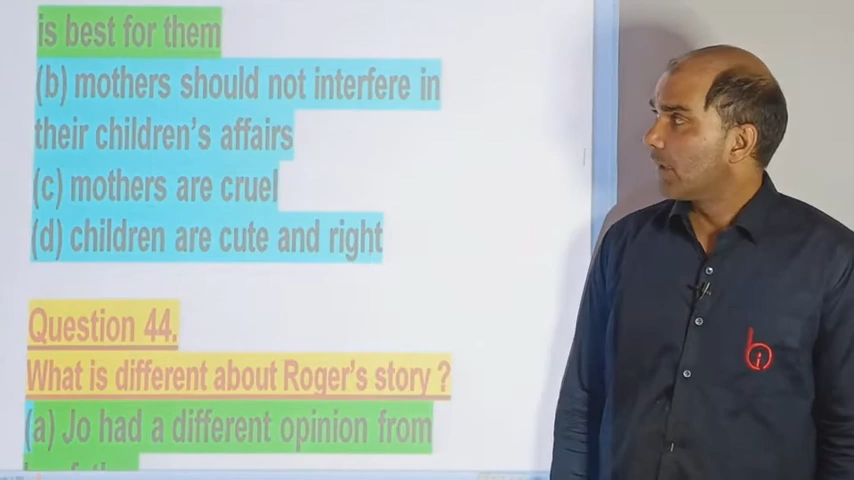 is best for them
(b) mothers should not interfere in
their children's affairs
(c) mothers are cruel
(d) children are cute and right
Question 44.
What is different about Roger's story ?
(a) Jo had a different opinion from